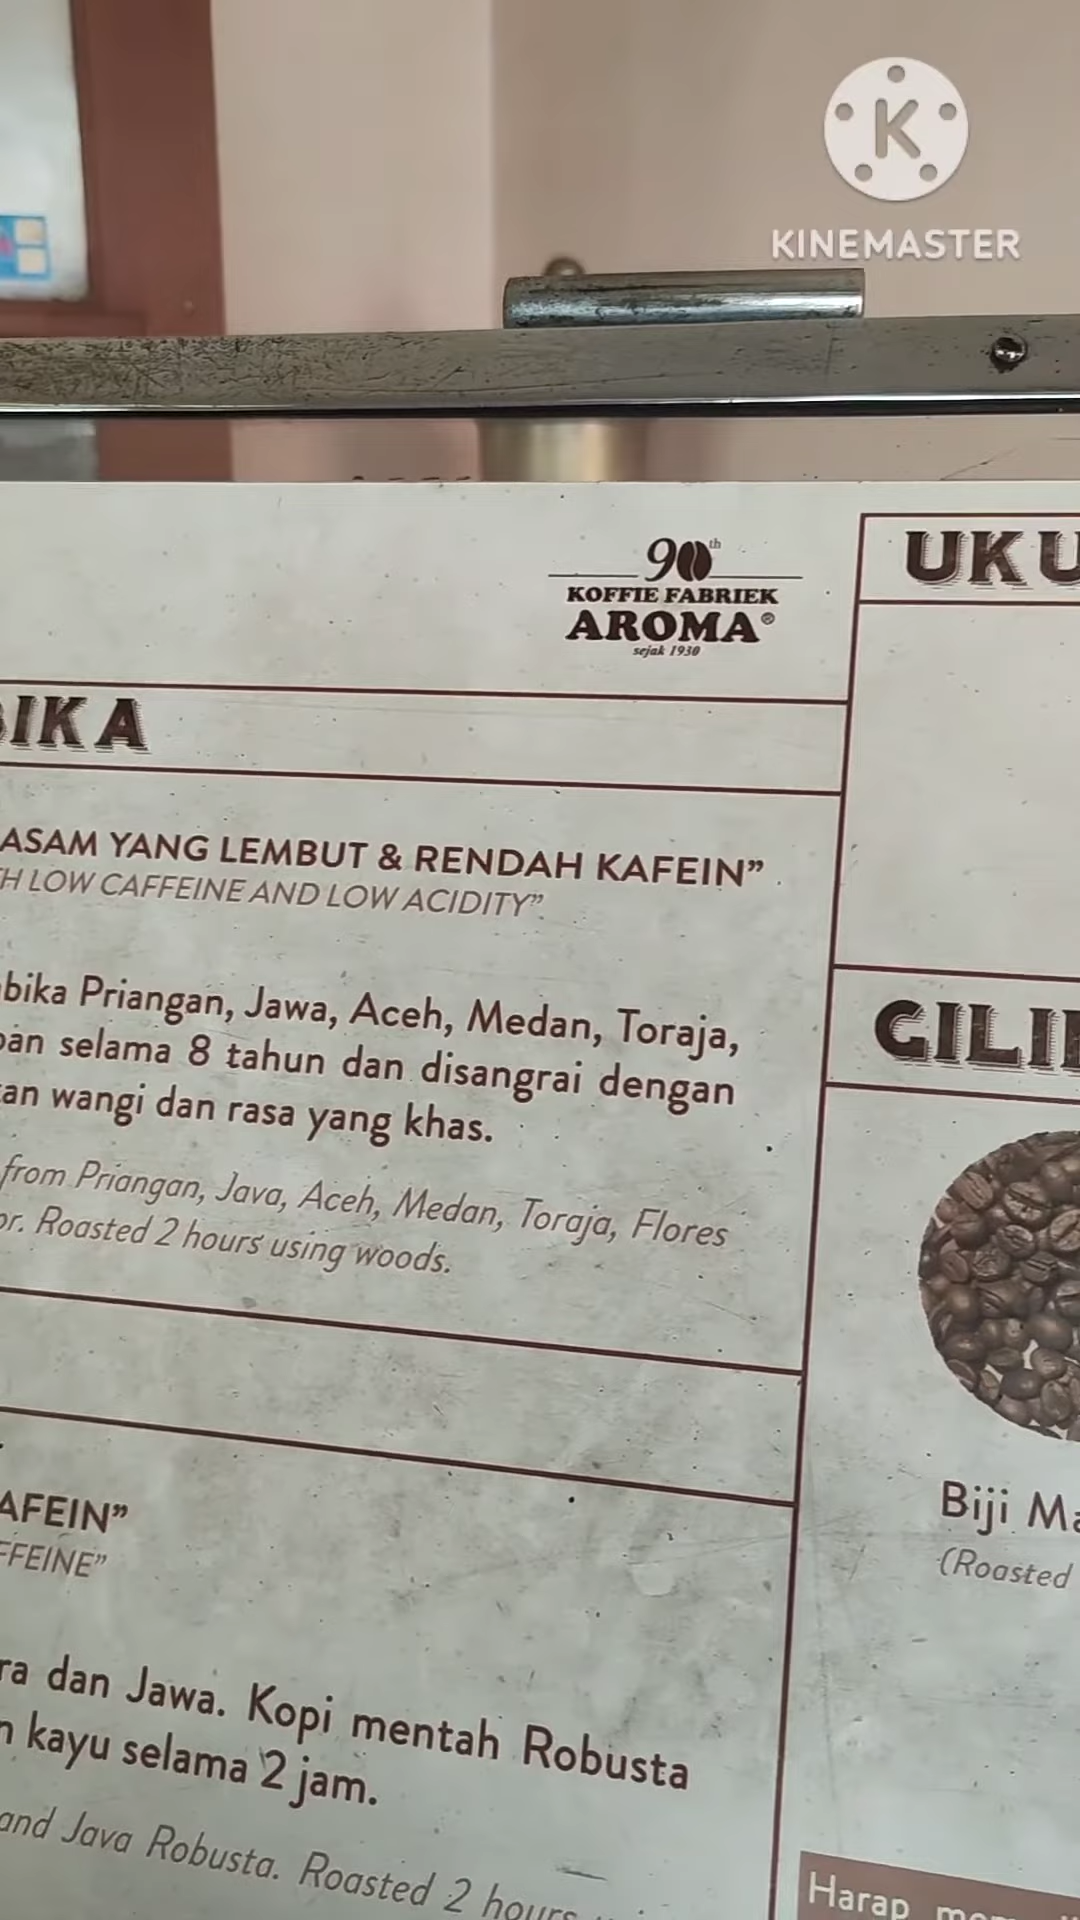 KINEMASTER
90th
KOFFIE FABRIEK
AROMA®
sejak 1930
BIKA
ASAM YANG LEMBUT & RENDAH KAFEIN”
TH LOW CAFFEINE AND LOW ACIDITY”
bika Priangan, Jawa, Aceh, Medan, Toraja,
pan selama 8 tahun dan disangrai dengan
kan wangi dan rasa yang khas.
from Priangan, Java, Aceh, Medan, Toraja, Flores
or. Roasted 2 hours using woods.
AFEIN”
FFEINE”
ra dan Jawa. Kopi mentah Robusta
n kayu selama 2 jam.
and Java Robusta. Roasted 2 hours
UKU
GILI
Biji Ma
(Roasted
Harap